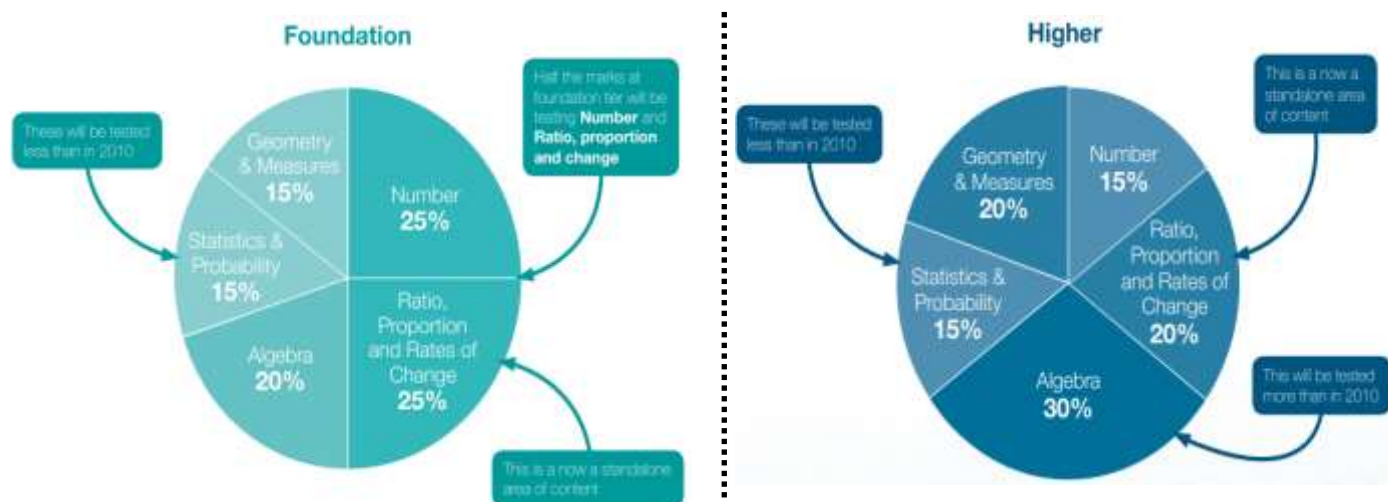 Foundation
Half the marks at
foundation tier will be
testing Number and
Ratio, proportion
and change
These will be tested
less than in 2010
Geometry
& Measures
15%
Number
25%
Statistics &
Probability
15%
Ratio,
Proportion
and Rates of
Change
25%
Algebra
20%
This is a now a standalone
area of content
Higher
This is a now a
standalone area
of content
These will be tested
less than in 2010
Geometry
& Measures
20%
Number
15%
Ratio,
Proportion
and Rates of
Change
20%
Statistics &
Probability
15%
Algebra
30%
This will be tested
more than in 2010